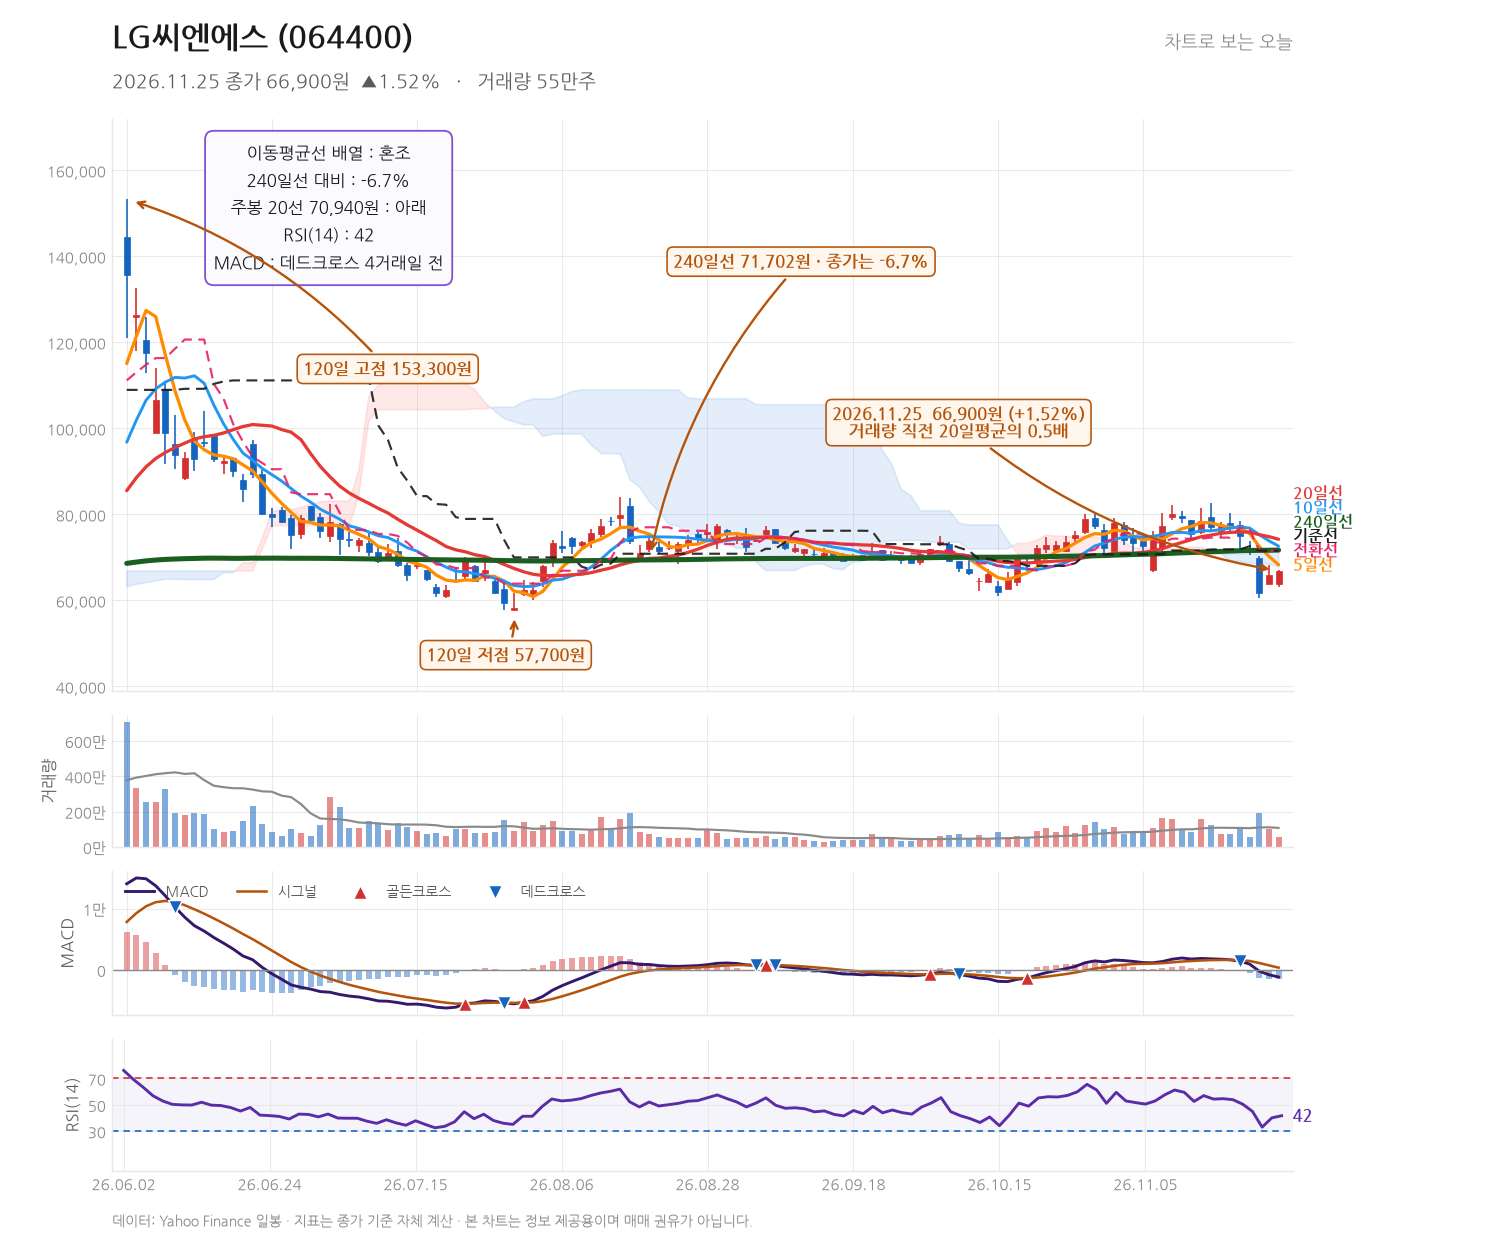 LG씨엔에스 (064400)
차트로 보는 오늘
2026.11.25 종가 66,900원 ▲1.52% · 거래량 55만주
이동평균선 배열 : 혼조
240일선 대비 : -6.7%
주봉 20선 70,940원 : 아래
RSI(14) : 42
MACD : 데드크로스 4거래일 전
240일선 71,702원 · 종가는 -6.7%
120일 고점 153,300원
2026.11.25 66,900원 (+1.52%)
거래량 직전 20일평균의 0.5배
120일 저점 57,700원
160,000
140,000
120,000
100,000
80,000
60,000
40,000
20일선
10일선
240일선
기준선
전환선
5일선
거래량
600만
400만
200만
0만
MACD
1만
0
MACD
시그널
골든크로스
데드크로스
RSI(14)
70
50
30
42
26.06.02
26.06.24
26.07.15
26.08.06
26.08.28
26.09.18
26.10.15
26.11.05
데이터: Yahoo Finance 일봉 · 지표는 종가 기준 자체 계산 · 본 차트는 정보 제공용이며 매매 권유가 아닙니다.